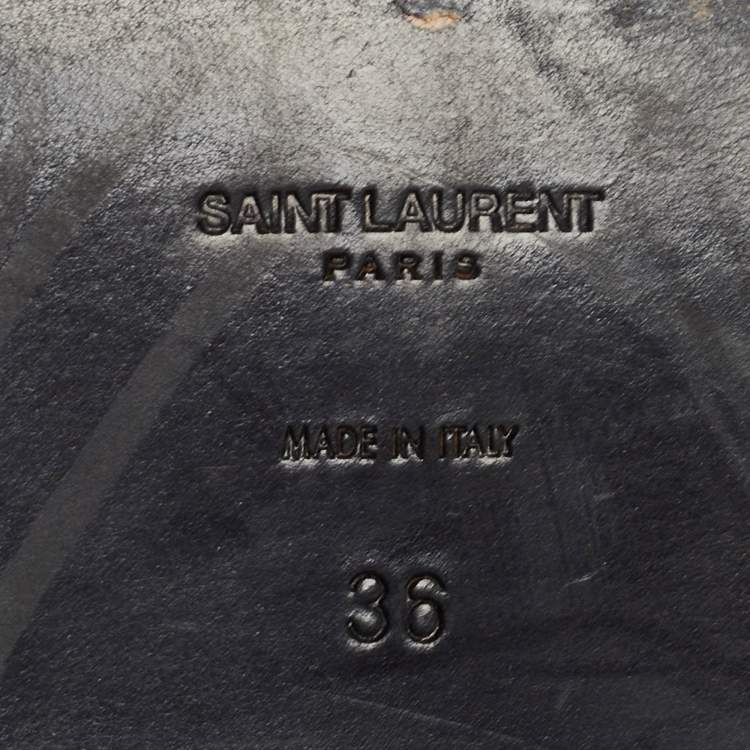 SAINT LAURENT
PARIS
MADE IN ITALY
36